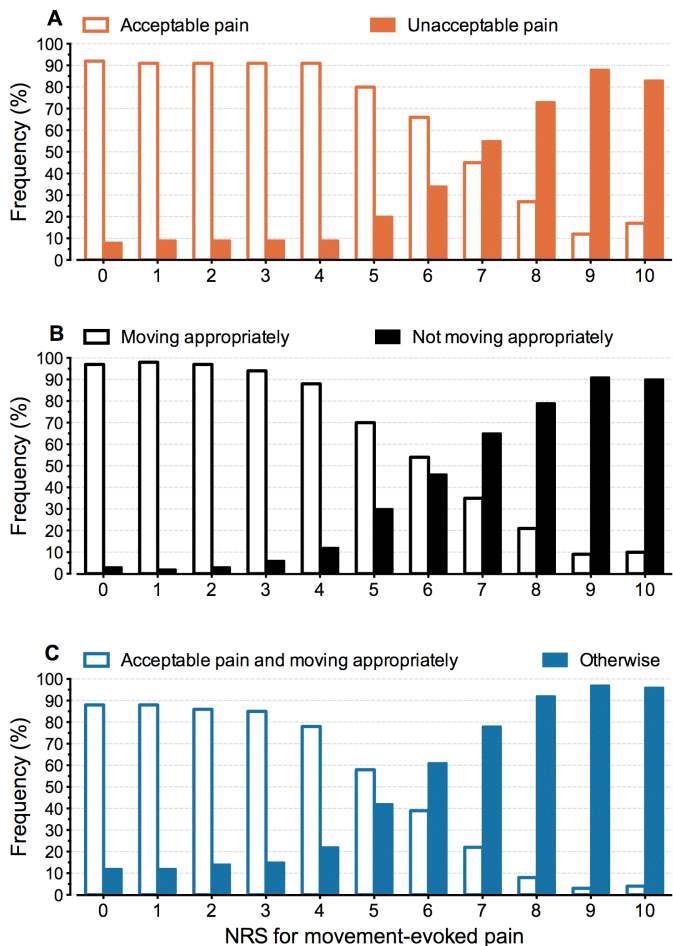 A
Acceptable pain
Unacceptable pain
Frequency (%)
100
90
80
70
60
50
40
30
20
10
0
0 1 2 3 4 5 6 7 8 9 10
B
Moving appropriately
Not moving appropriately
Frequency (%)
100
90
80
70
60
50
40
30
20
10
0
0 1 2 3 4 5 6 7 8 9 10
C
Acceptable pain and moving appropriately
Otherwise
Frequency (%)
100
90
80
70
60
50
40
30
20
10
0
0 1 2 3 4 5 6 7 8 9 10
NRS for movement-evoked pain